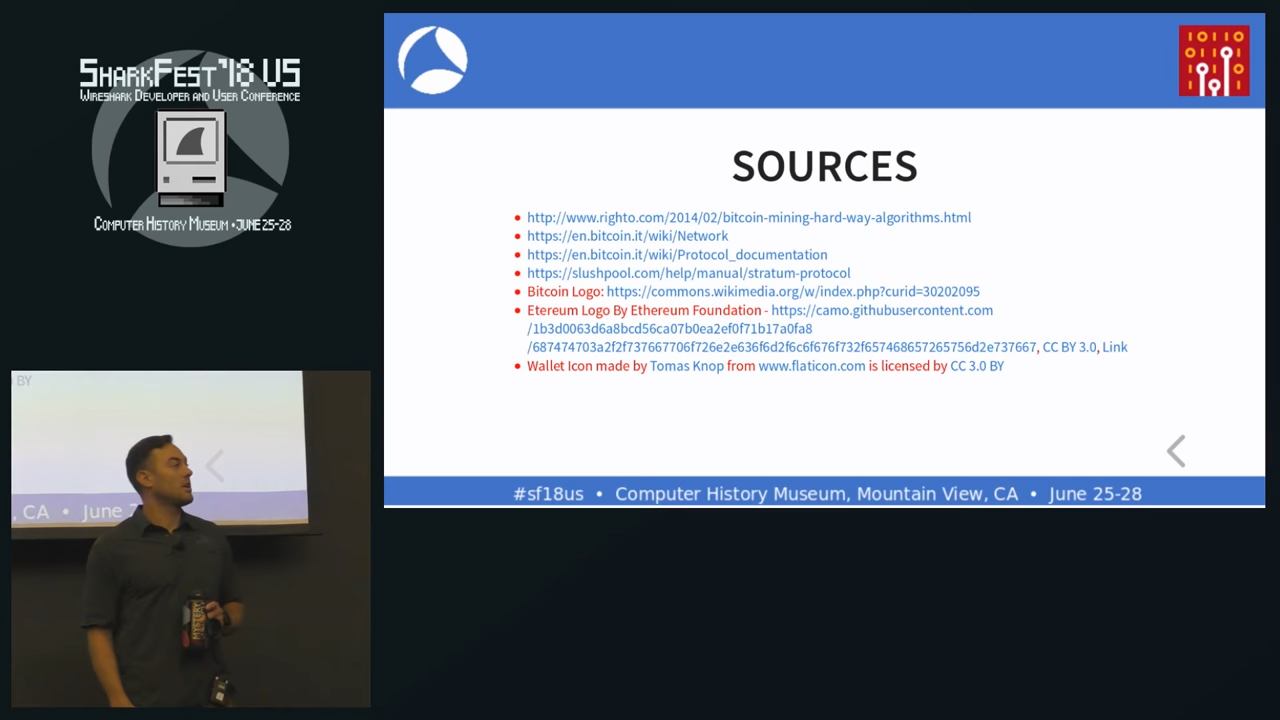 SHARKFEST'18 US
WIRESHARK DEVELOPER AND USER CONFERENCE
COMPUTER HISTORY MUSEUM • JUNE 25-28
SOURCES
http://www.righto.com/2014/02/bitcoin-mining-hard-way-algorithms.html
https://en.bitcoin.it/wiki/Network
https://en.bitcoin.it/wiki/Protocol_documentation
https://slushpool.com/help/manual/stratum-protocol
Bitcoin Logo: https://commons.wikimedia.org/w/index.php?curid=30202095
Etereum Logo By Ethereum Foundation - https://camo.githubusercontent.com
/1b3d0063d6a8bcd56ca07b0ea2ef0f71b17a0fa8
/687474703a2f2f737667706f726e2e636f6d2f6c6f676f732f657468657265756d2e737667, CC BY 3.0, Link
Wallet Icon made by Tomas Knop from www.flaticon.com is licensed by CC 3.0 BY
#sf18us • Computer History Museum, Mountain View, CA • June 25-28
BY
, CA • June
MYSTERY